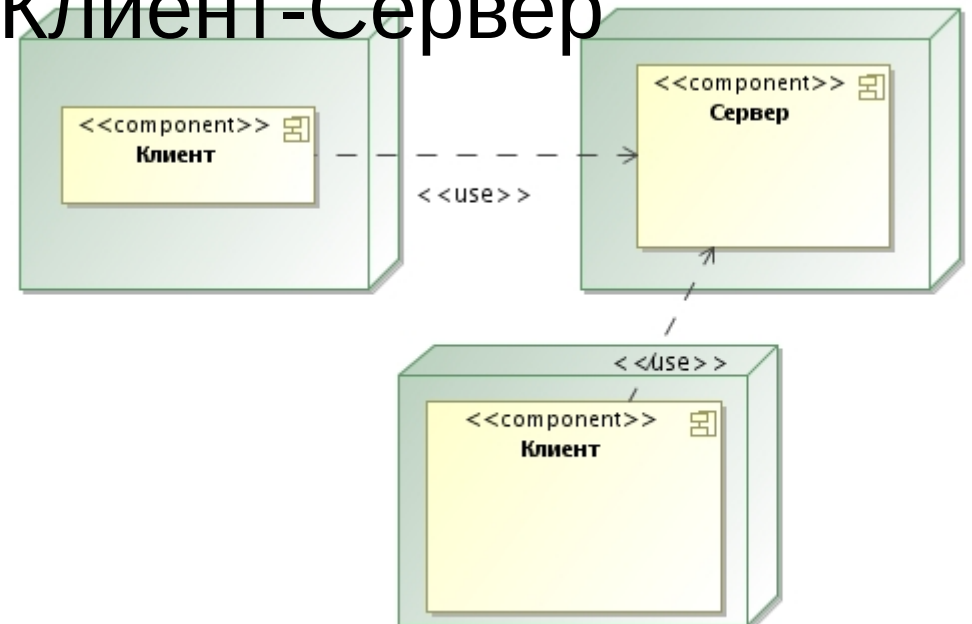 Клиент-Сервер
<<component>>
Клиент
<<use>>
<<component>>
Сервер
<<use>>
<<component>>
Клиент